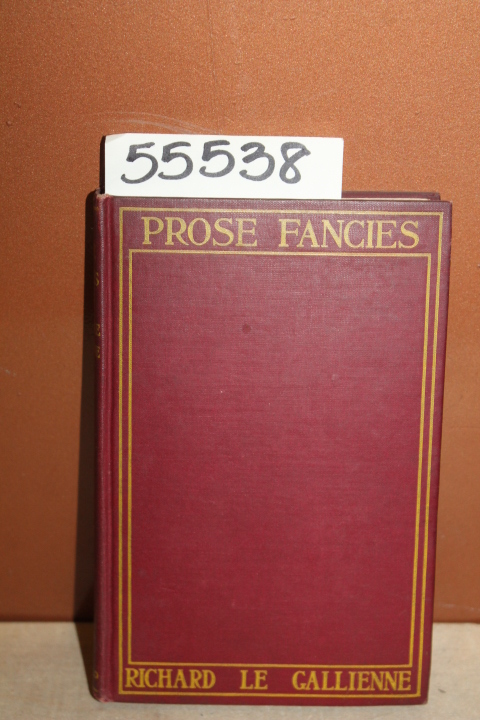 55538
PROSE FANCIES
RICHARD LE GALLIENNE